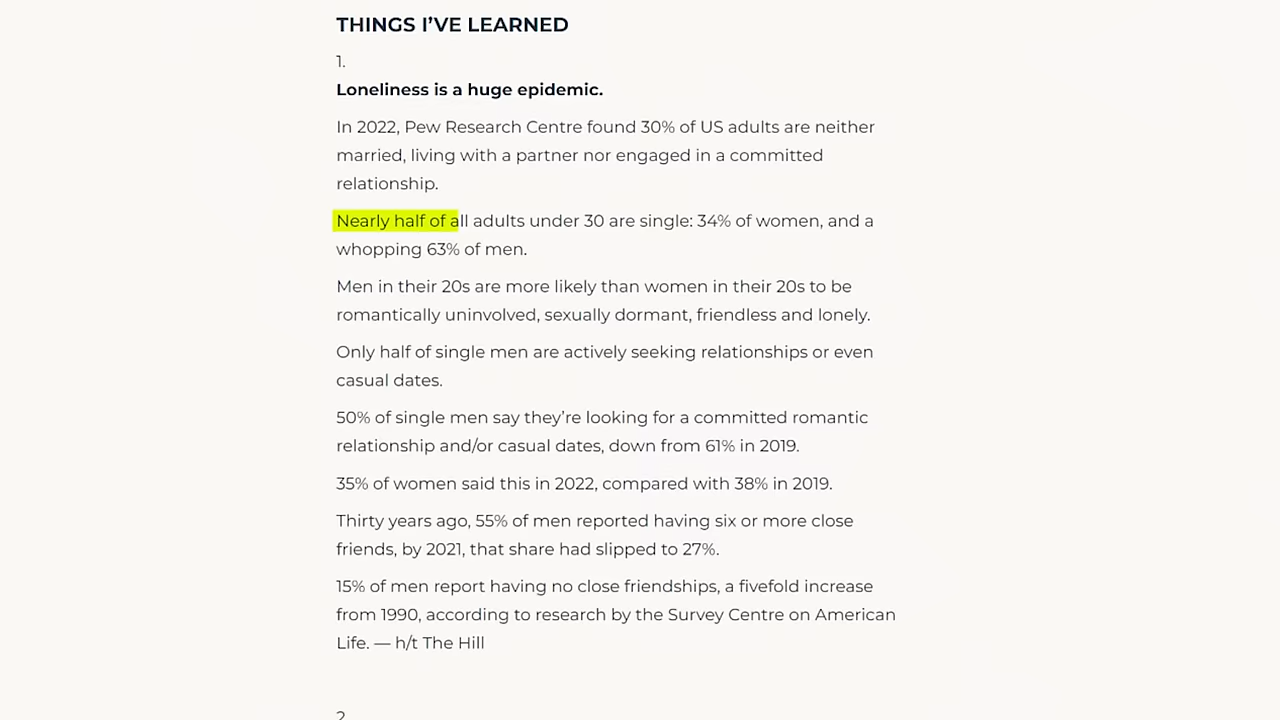 THINGS I’VE LEARNED
1.
Loneliness is a huge epidemic.
In 2022, Pew Research Centre found 30% of US adults are neither
married, living with a partner nor engaged in a committed
relationship.
Nearly half of all adults under 30 are single: 34% of women, and a
whopping 63% of men.
Men in their 20s are more likely than women in their 20s to be
romantically uninvolved, sexually dormant, friendless and lonely.
Only half of single men are actively seeking relationships or even
casual dates.
50% of single men say they’re looking for a committed romantic
relationship and/or casual dates, down from 61% in 2019.
35% of women said this in 2022, compared with 38% in 2019.
Thirty years ago, 55% of men reported having six or more close
friends, by 2021, that share had slipped to 27%.
15% of men report having no close friendships, a fivefold increase
from 1990, according to research by the Survey Centre on American
Life. — h/t The Hill
2